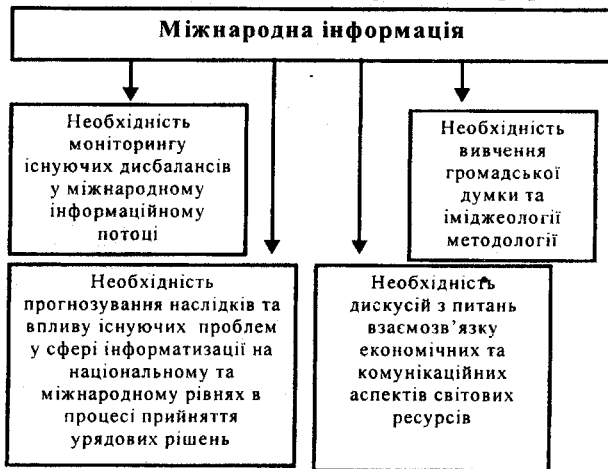 Міжнародна інформація
Необхідність
моніторингу
існуючих дисбалансів
у міжнародному
інформаційному
потоці
Необхідність
вивчення
громадської
думки та
іміджеології
методології
Необхідність
прогнозування наслідків та
впливу існуючих проблем
у сфері інформатизації на
національному та
міжнародному рівнях в
процесі прийняття
урядових рішень
Необхідність
дискусій з питань
взаємозв’язку
економічних та
комунікаційних
аспектів світових
ресурсів